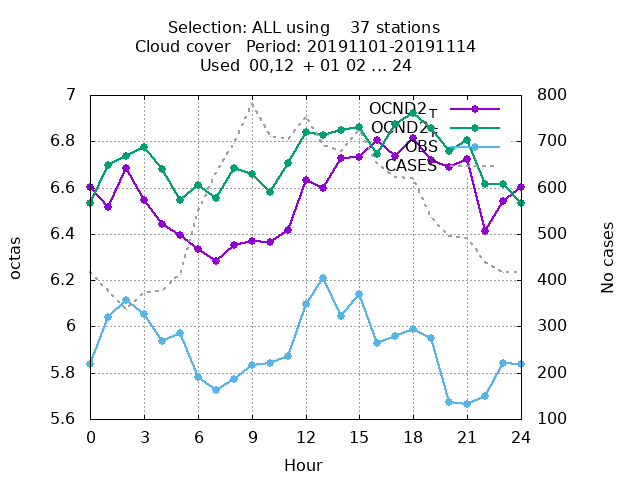 Selection: ALL using 37 stations
Cloud cover Period: 20191101-20191114
Used 00,12 + 01 02 ... 24
7
6.8
6.6
6.4
6.2
6
5.8
5.6
800
700
600
500
400
300
200
100
0 3 6 9 12 15 18 21 24
octas
No cases
Hour
OCND2 T
OCND2
OBS
CASES